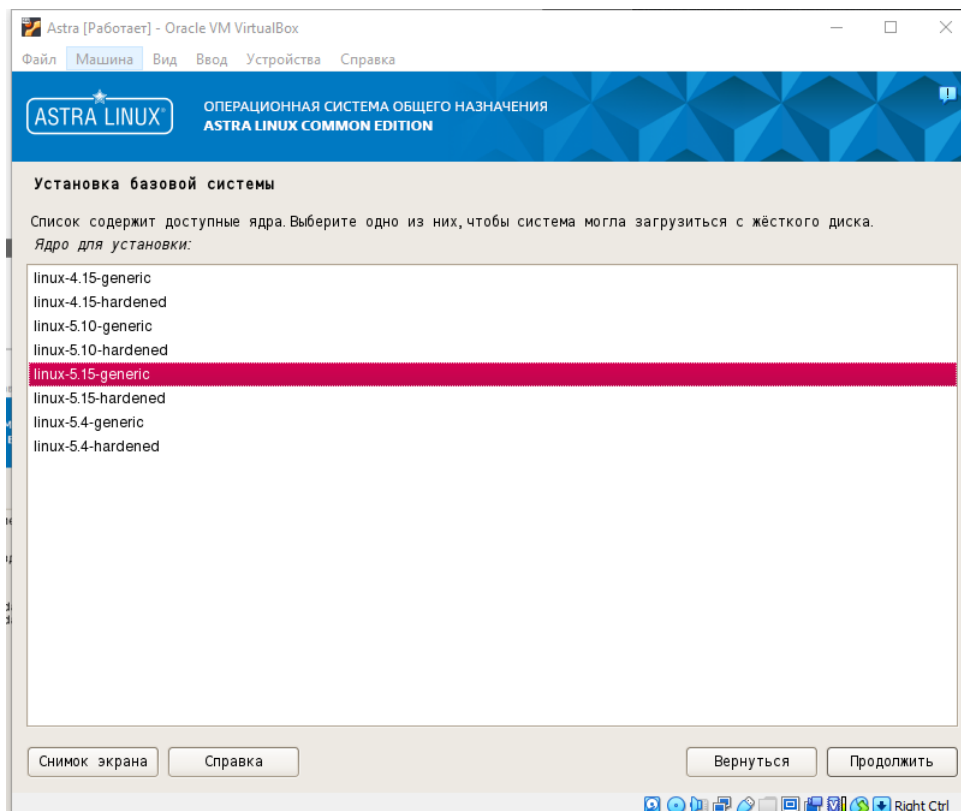 Astra [Работает] - Oracle VM VirtualBox
Файл Машина Вид Ввод Устройства Справка
ASTRA LINUX®
ОПЕРАЦИОННАЯ СИСТЕМА ОБЩЕГО НАЗНАЧЕНИЯ
ASTRA LINUX COMMON EDITION
Установка базовой системы
Список содержит доступные ядра. Выберите одно из них, чтобы система могла загрузиться с жёсткого диска.
Ядро для установки:
linux-4.15-generic
linux-4.15-hardened
linux-5.10-generic
linux-5.10-hardened
linux-5.15-generic
linux-5.15-hardened
linux-5.4-generic
linux-5.4-hardened
Снимок экрана Справка Вернуться Продолжить
Right Ctrl